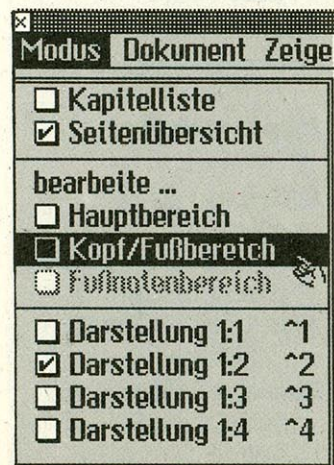 Modus Dokument Zeige
Kapitelliste
Seitenübersicht
bearbeite ...
Hauptbereich
Kopf/Fußbereich
Fußnotenbereich
Darstellung 1:1 ^1
Darstellung 1:2 ^2
Darstellung 1:3 ^3
Darstellung 1:4 ^4